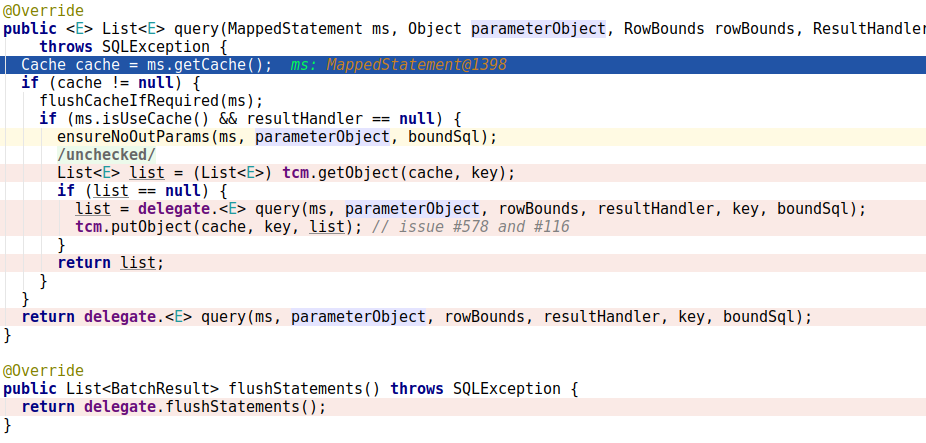 @Override
public <E> List<E> query(MappedStatement ms, Object parameterObject, RowBounds rowBounds, ResultHandler
throws SQLException {
Cache cache = ms.getCache(); ms: MappedStatement@1398
if (cache != null) {
flushCacheIfRequired(ms);
if (ms.isUseCache() && resultHandler == null) {
ensureNoOutParams(ms, parameterObject, boundSql);
/unchecked/
List<E> list = (List<E>) tcm.getObject(cache, key);
if (list == null) {
list = delegate.<E> query(ms, parameterObject, rowBounds, resultHandler, key, boundSql);
tcm.putObject(cache, key, list); // issue #578 and #116
}
return list;
}
}
return delegate.<E> query(ms, parameterObject, rowBounds, resultHandler, key, boundSql);
}
@Override
public List<BatchResult> flushStatements() throws SQLException {
return delegate.flushStatements();
}